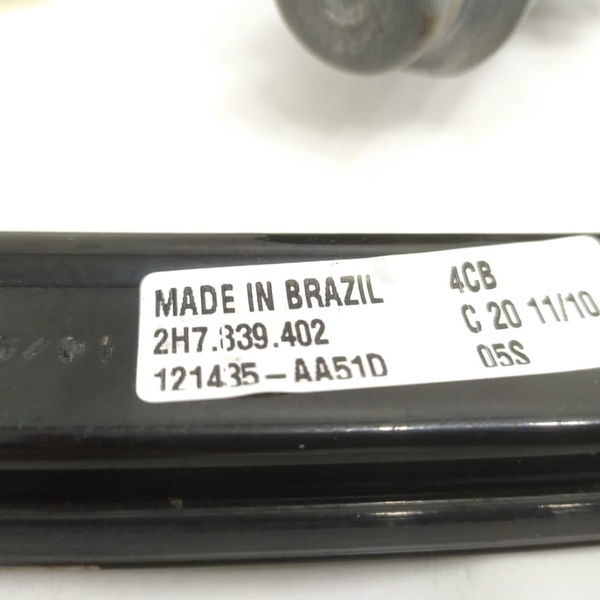 MADE IN BRAZIL 4CB
2H7.839.402 C 20 11/10
121435-AA51D 05S